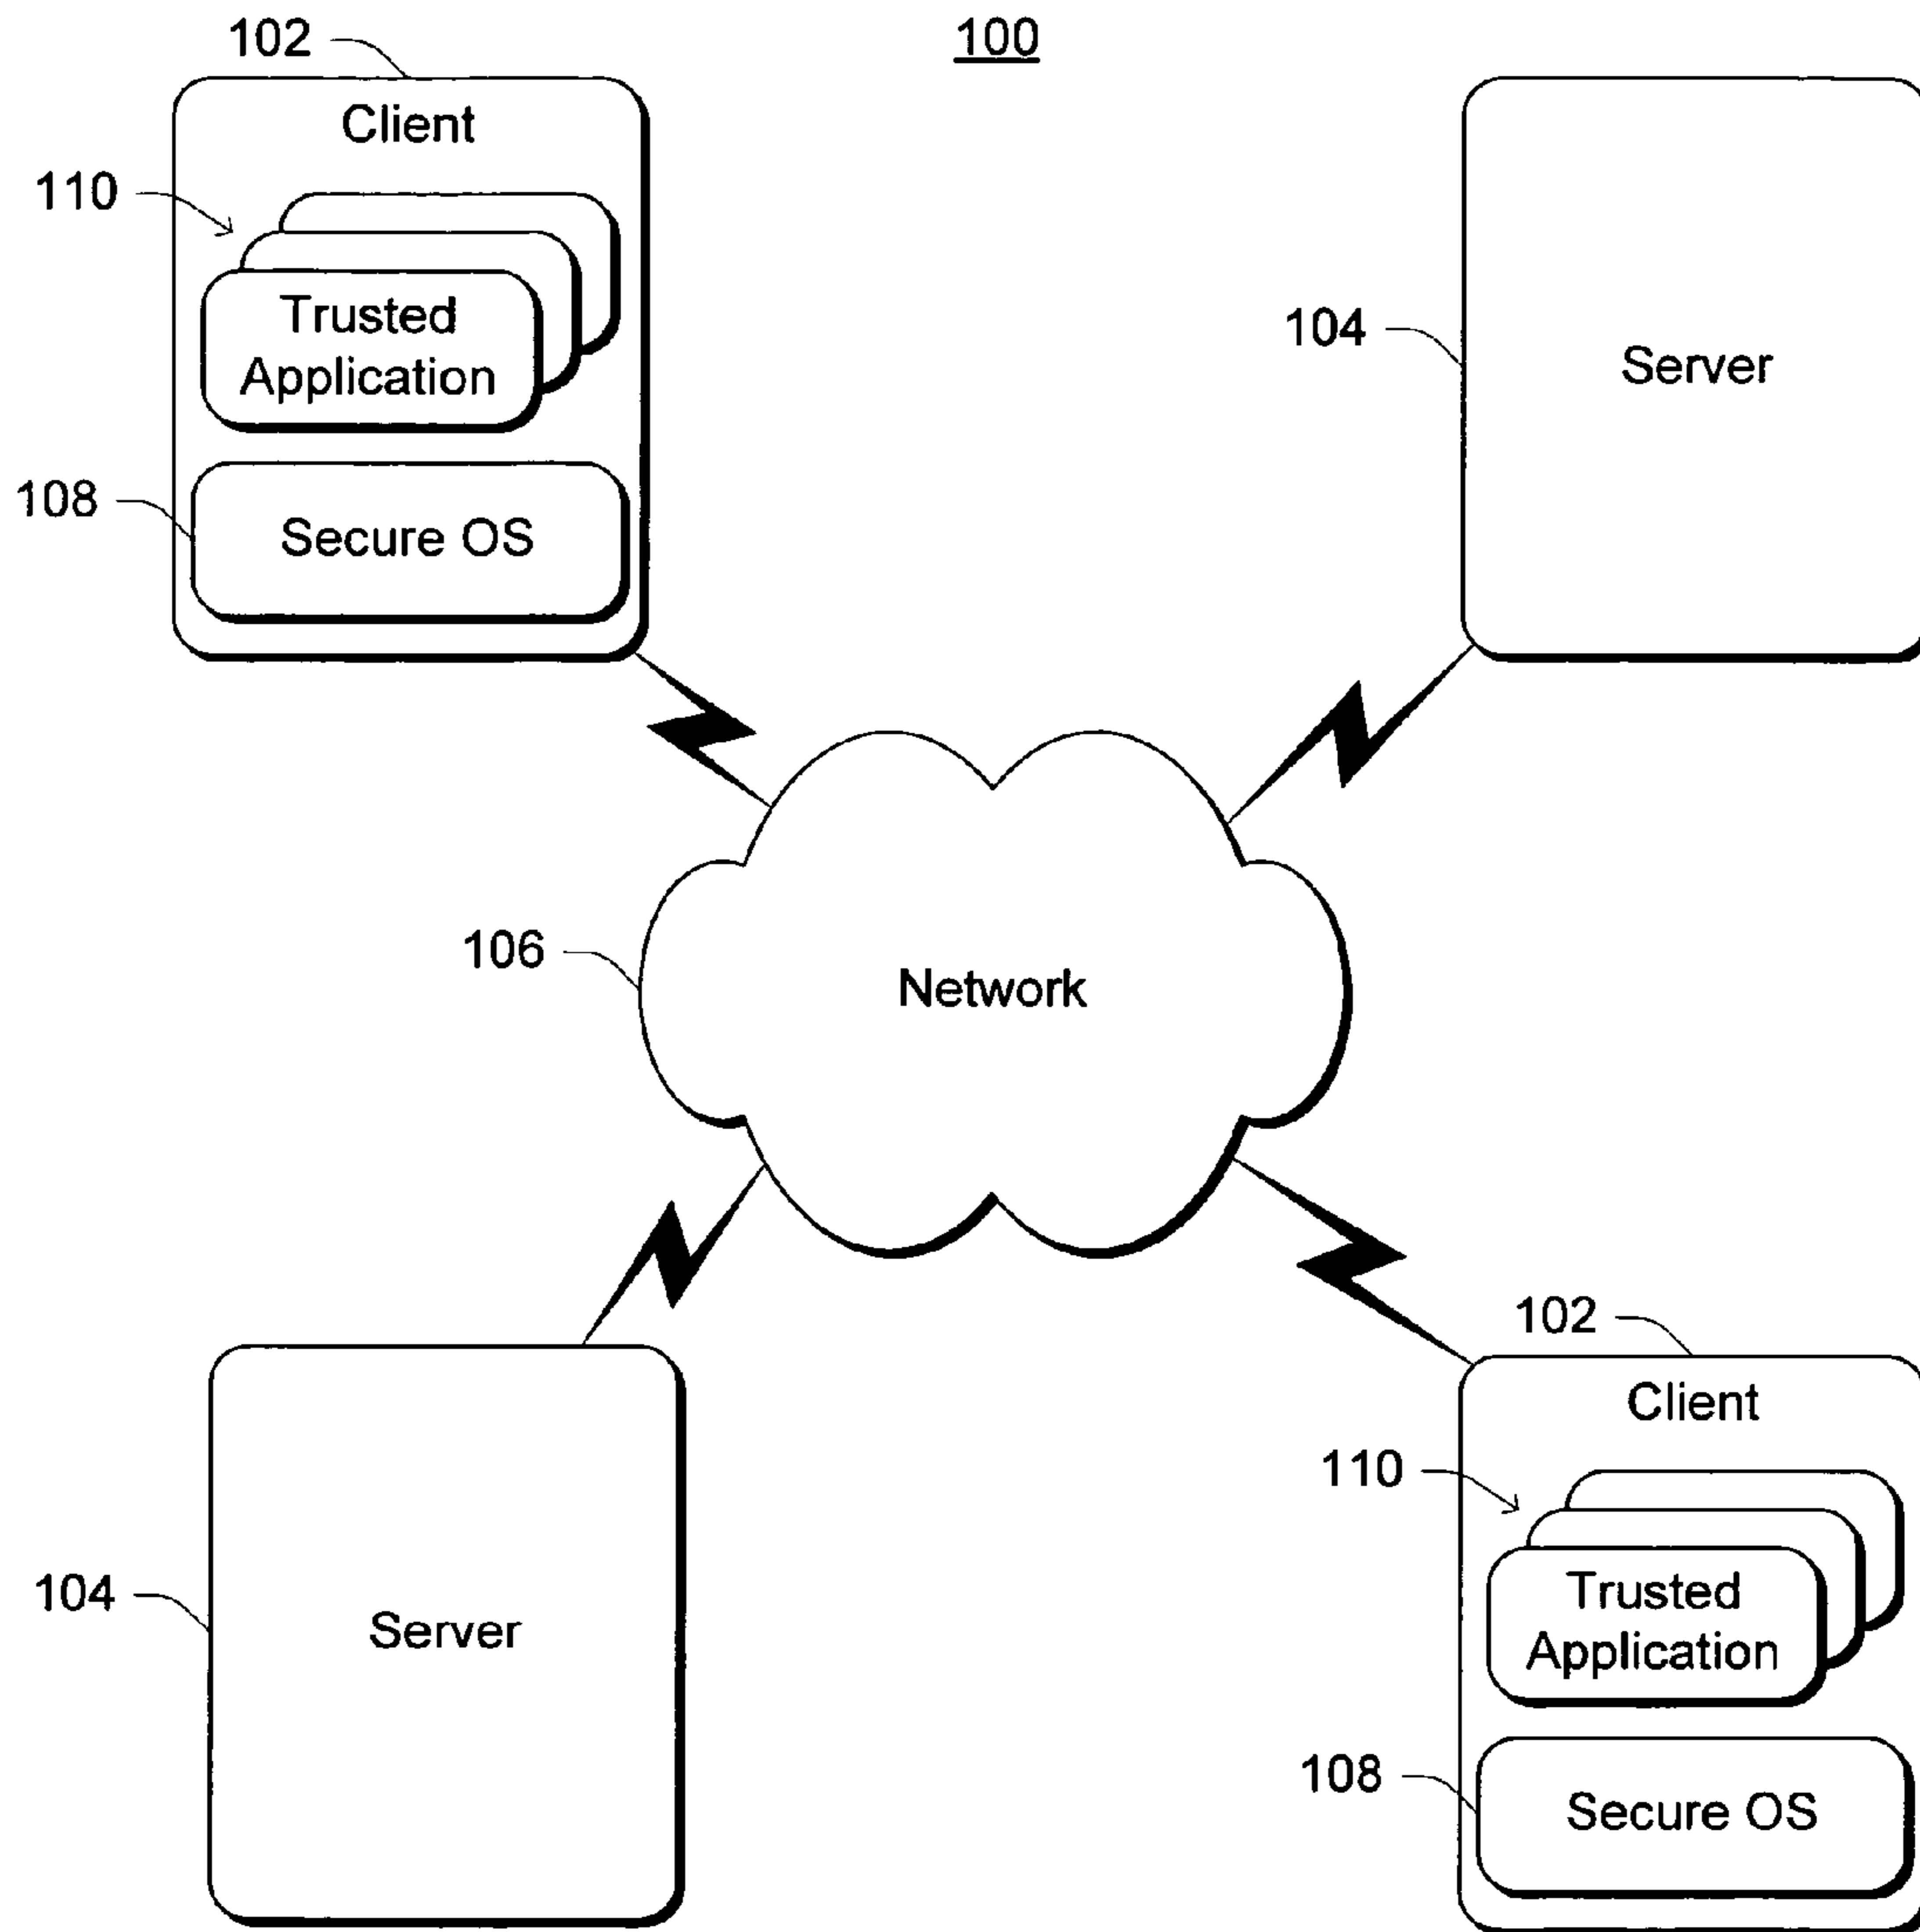 102
100
Client
110
Trusted
Application
104
Server
108
Secure OS
106
Network
102
Client
110
104
Server
Trusted
Application
108
Secure OS